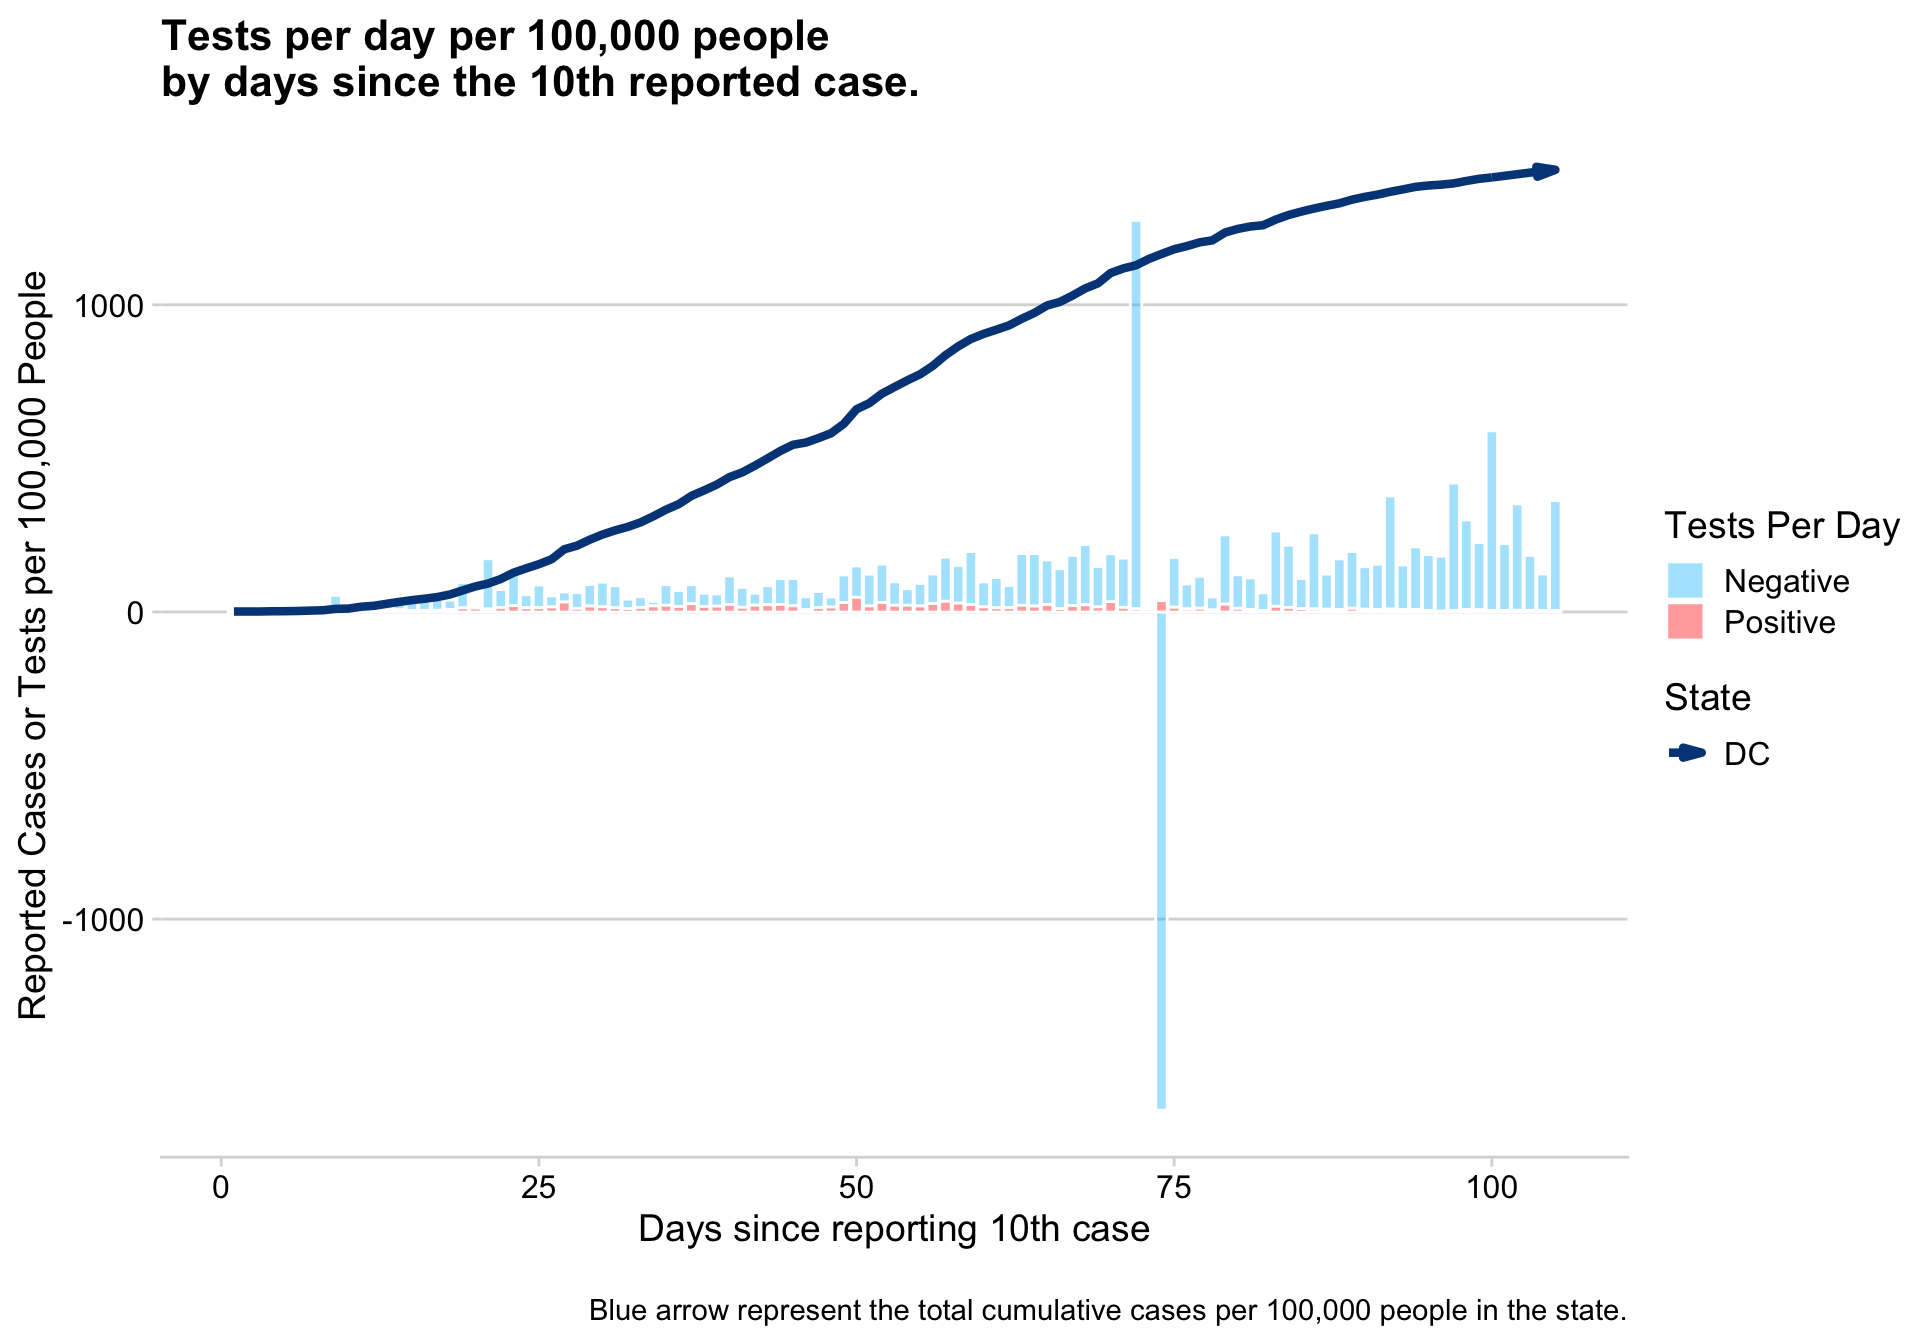 Tests per day per 100,000 people
by days since the 10th reported case.
Reported Cases or Tests per 100,000 People
1000
0
-1000
0
25
50
75
100
Days since reporting 10th case
Tests Per Day
Negative
Positive
State
DC
Blue arrow represent the total cumulative cases per 100,000 people in the state.